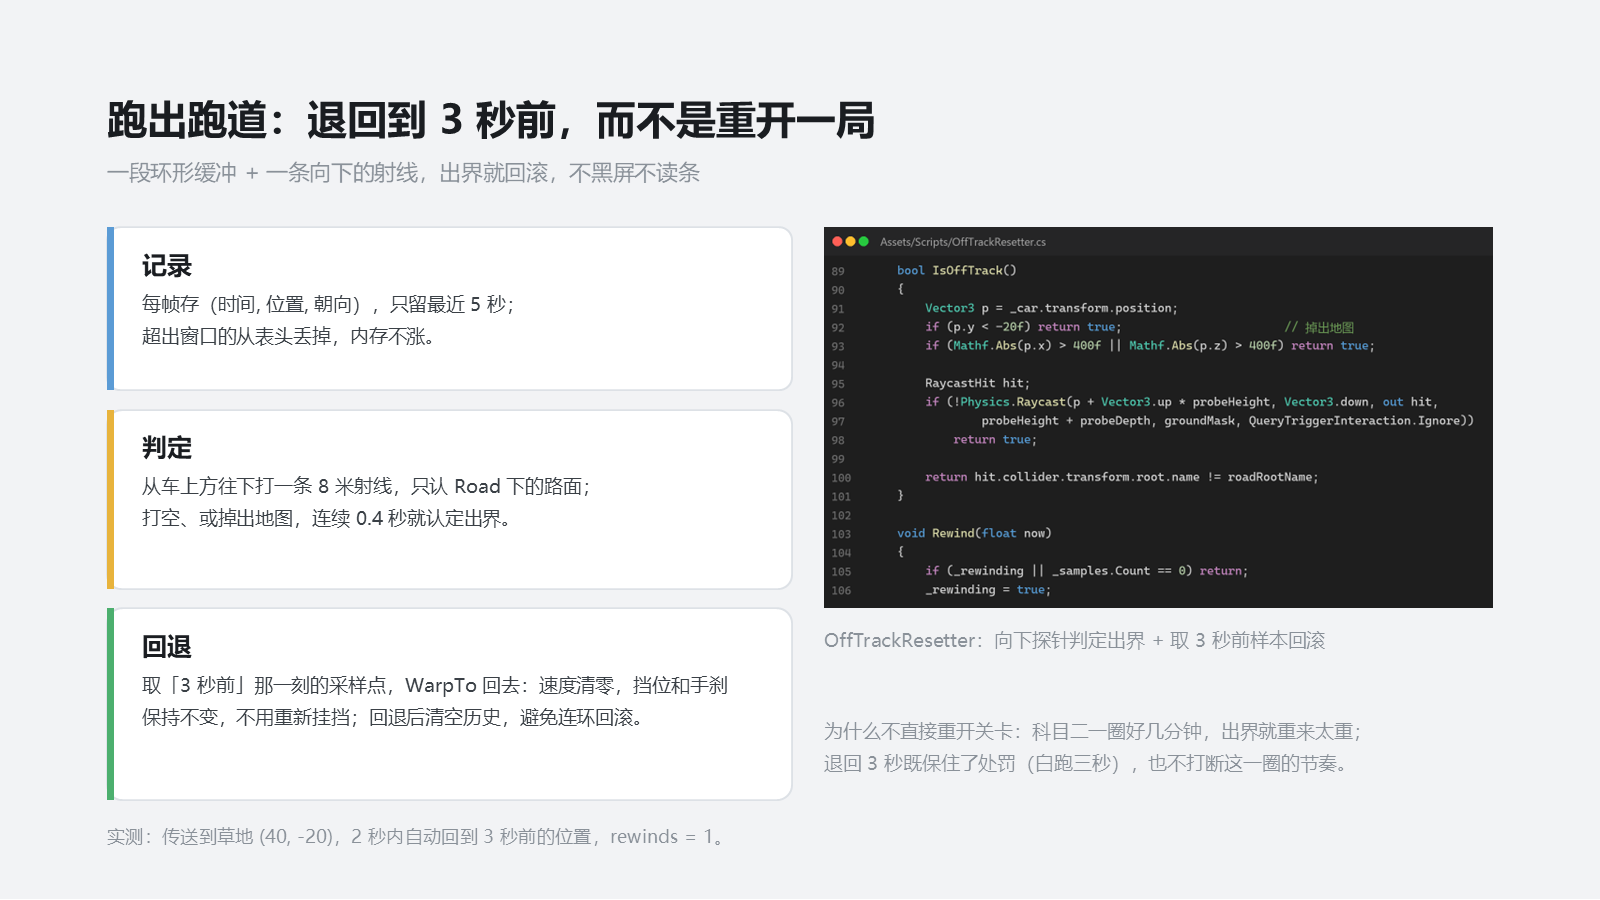 跑出跑道：退回到 3 秒前，而不是重开一局
一段环形缓冲 + 一条向下的射线，出界就回滚，不黑屏不读条
记录
每帧存（时间, 位置, 朝向），只留最近 5 秒；
超出窗口的从表头丢掉，内存不涨。
判定
从车上方往下打一条 8 米射线，只认 Road 下的路面；
打空、或掉出地图，连续 0.4 秒就认定出界。
回退
取「3 秒前」那一刻的采样点，WarpTo 回去：速度清零，挡位和手刹
保持不变，不用重新挂挡；回退后清空历史，避免连环回滚。
实测：传送到草地 (40, -20)，2 秒内自动回到 3 秒前的位置，rewinds = 1。
Assets/Scripts/OffTrackResetter.cs
89 bool IsOffTrack()
90 {
91 Vector3 p = _car.transform.position;
92 if (p.y < -20f) return true; // 掉出地图
93 if (Mathf.Abs(p.x) > 400f || Mathf.Abs(p.z) > 400f) return true;
94
95 RaycastHit hit;
96 if (!Physics.Raycast(p + Vector3.up * probeHeight, Vector3.down, out hit,
97 probeHeight + probeDepth, groundMask, QueryTriggerInteraction.Ignore))
98 return true;
99
100 return hit.collider.transform.root.name != roadRootName;
101 }
102
103 void Rewind(float now)
104 {
105 if (_rewinding || _samples.Count == 0) return;
106 _rewinding = true;
OffTrackResetter：向下探针判定出界 + 取 3 秒前样本回滚
为什么不直接重开关卡：科目二一圈好几分钟，出界就重来太重；
退回 3 秒既保住了处罚（白跑三秒），也不打断这一圈的节奏。